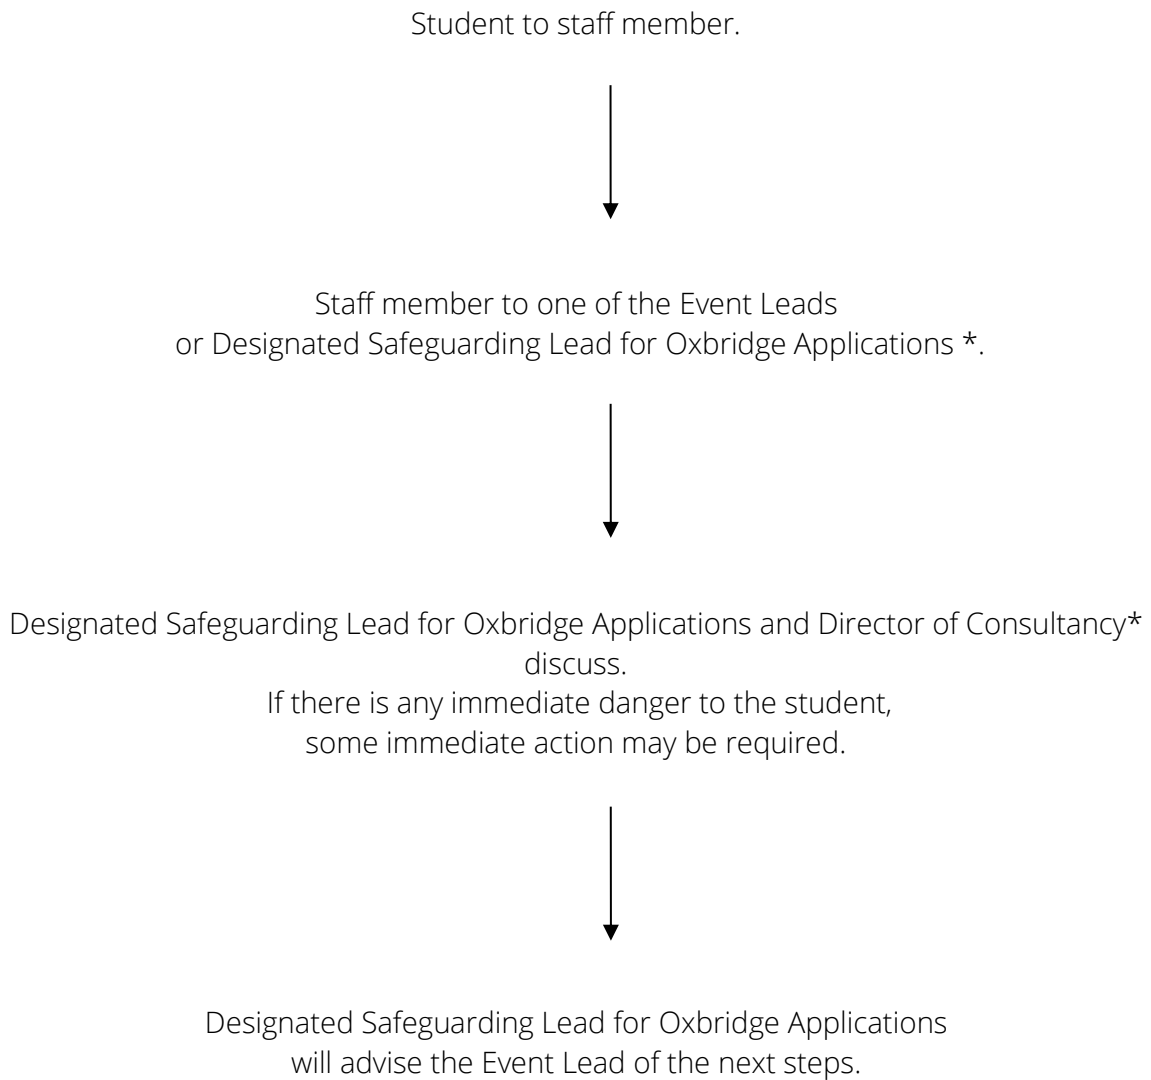 Student to staff member.
Staff member to one of the Event Leads
or Designated Safeguarding Lead for Oxbridge Applications *.
Designated Safeguarding Lead for Oxbridge Applications and Director of Consultancy*
discuss.
If there is any immediate danger to the student,
some immediate action may be required.
Designated Safeguarding Lead for Oxbridge Applications
will advise the Event Lead of the next steps.